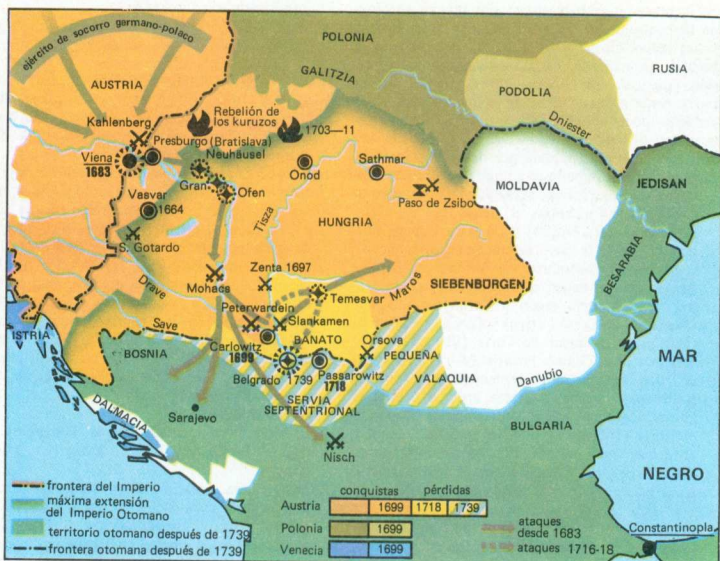 ejército de socorro germano-polaco
POLONIA
RUSIA
GALITZIA
AUSTRIA
PODOLIA
Kahlenberg
Rebelión de
los kuruzos
1703—11
Dniester
Presburgo (Bratislava)
Viena
1683
Neuhäusel
Onod
Sathmar
Gran
Ofen
MOLDAVIA
JEDISAN
Vasvar
1664
Paso de Zsibo
Tisza
HUNGRIA
S. Gotardo
BESARABIA
Zenta 1697
Maros
SIEBENBÜRGEN
Mohacs
Drave
Temesvar
Peterwardein
Slankamen
Save
ISTRIA
Carlowitz
1699
BANATO
Orsova
BOSNIA
PEQUEÑA
MAR
Belgrado 1739
Passarowitz
1718
VALAQUIA
Danubio
SERVIA
SEPTENTRIONAL
DALMACIA
Sarajevo
BULGARIA
Nisch
NEGRO
frontera del Imperio
máxima extensión
del Imperio Otomano
territorio otomano después de 1739
frontera otomana después de 1739
conquistas pérdidas
Austria 1699 1718 1739
Polonia 1699
Venecia 1699
ataques
desde 1683
ataques 1716-18
Constantinopla